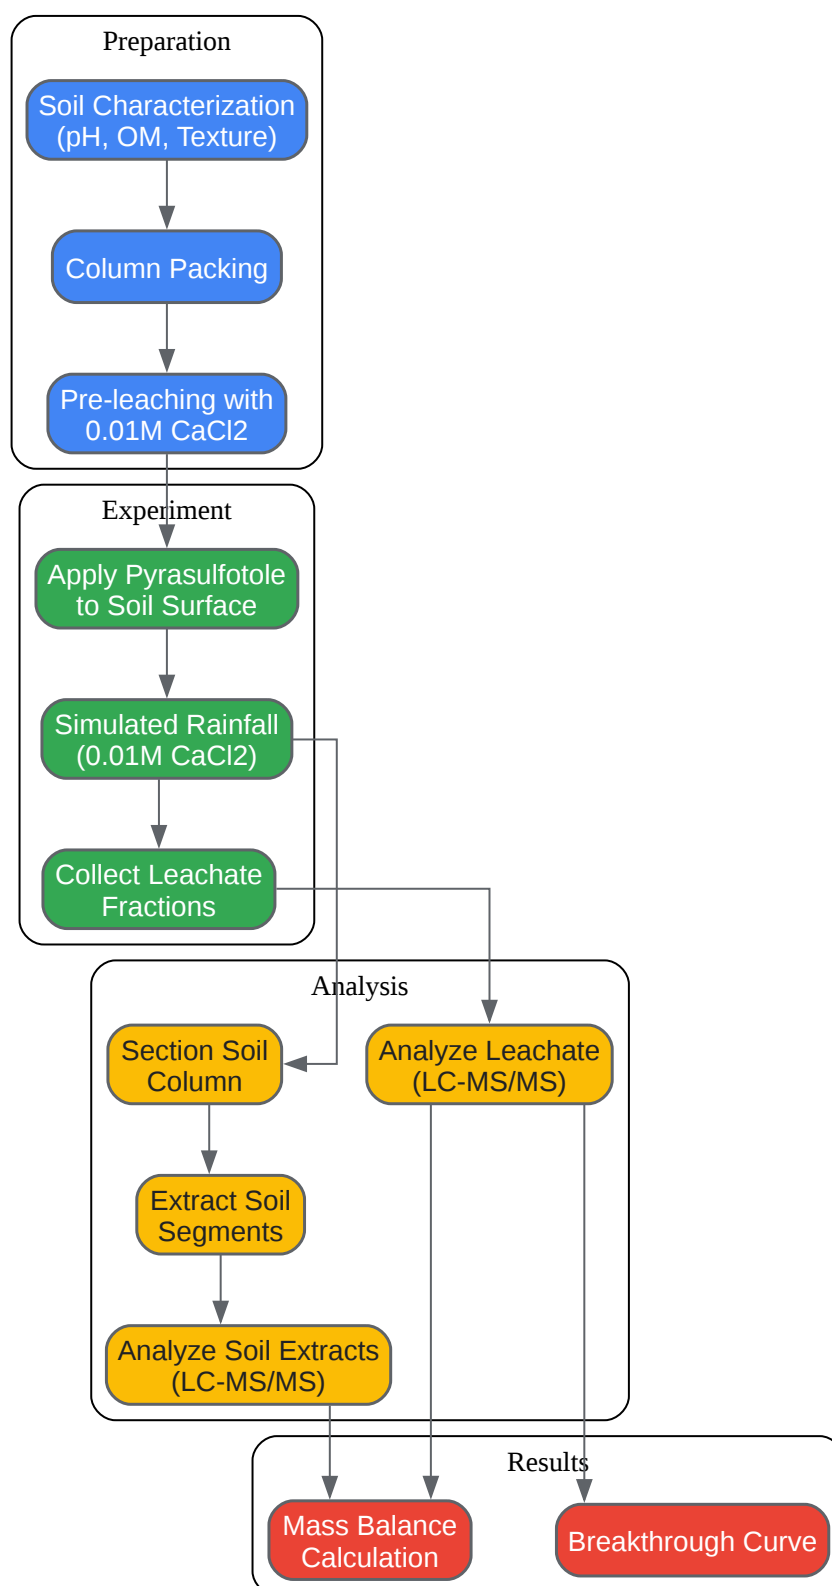 Preparation
Soil Characterization
(pH, OM, Texture)
Column Packing
Pre-leaching with
0.01M CaCl2
Experiment
Apply Pyrasulfotole
to Soil Surface
Simulated Rainfall
(0.01M CaCl2)
Collect Leachate
Fractions
Analysis
Section Soil
Column
Analyze Leachate
(LC-MS/MS)
Extract Soil
Segments
Analyze Soil Extracts
(LC-MS/MS)
Results
Mass Balance
Calculation
Breakthrough Curve